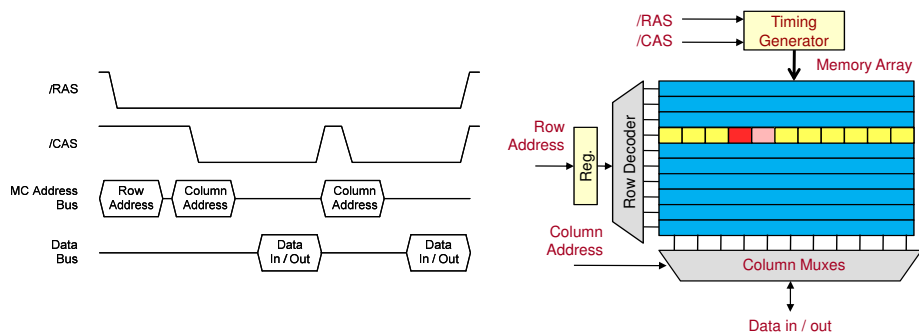 /RAS
/CAS
MC Address
Bus
Row
Address
Column
Address
Column
Address
Data
Bus
Data
In / Out
Data
In / Out
/RAS
/CAS
Timing
Generator
Memory Array
Row
Address
Reg.
Row Decoder
Column
Address
Column Muxes
Data in / out